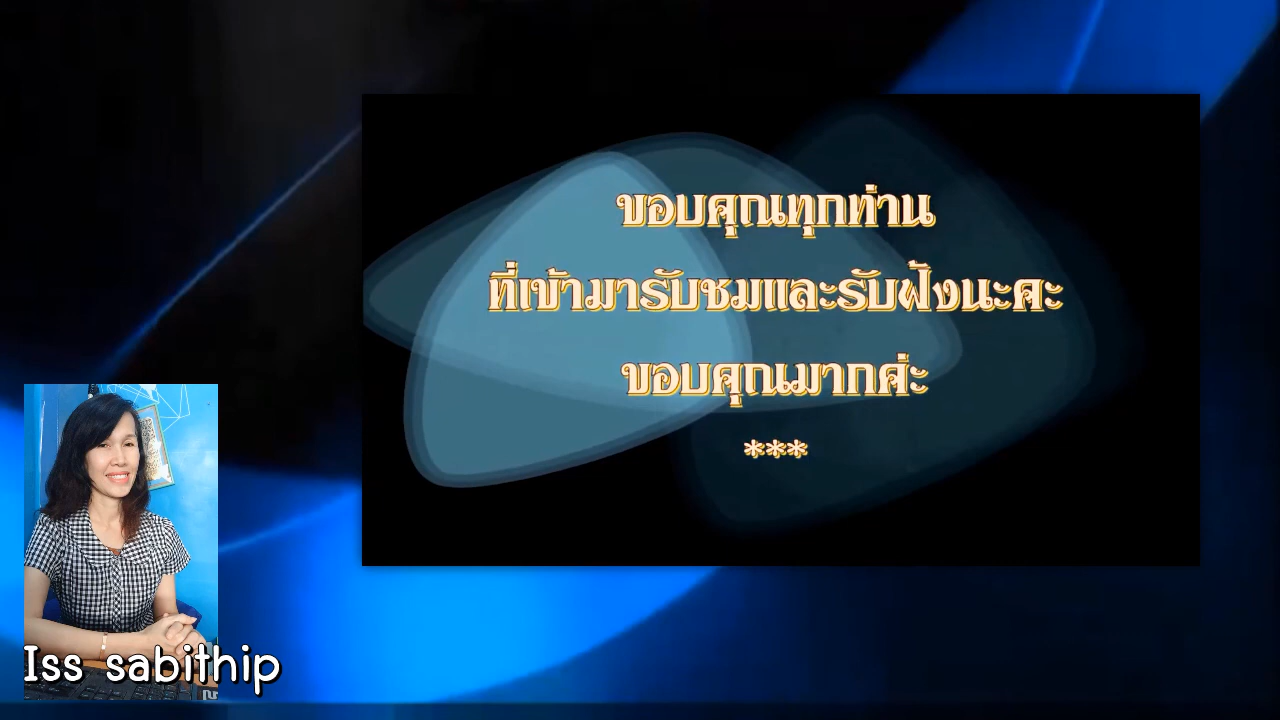 ขอบคุณทุกท่าน
ที่เข้ามารับชมและรับฝังนะคะ
ขอบคุณมากค่ะ
***
Iss sabithip